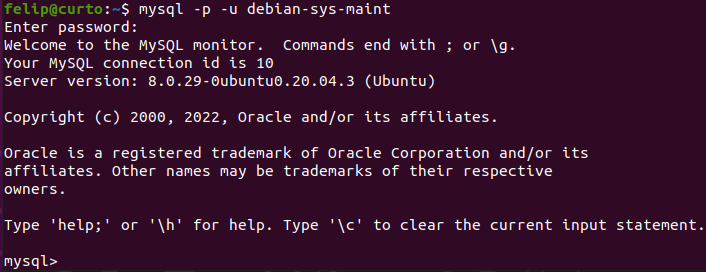 felip@curto:~$ mysql -p -u debian-sys-maint
Enter password:
Welcome to the MySQL monitor.  Commands end with ; or \g.
Your MySQL connection id is 10
Server version: 8.0.29-0ubuntu0.20.04.3 (Ubuntu)

Copyright (c) 2000, 2022, Oracle and/or its affiliates.

Oracle is a registered trademark of Oracle Corporation and/or its
affiliates. Other names may be trademarks of their respective
owners.

Type 'help;' or '\h' for help. Type '\c' to clear the current input statement.

mysql>